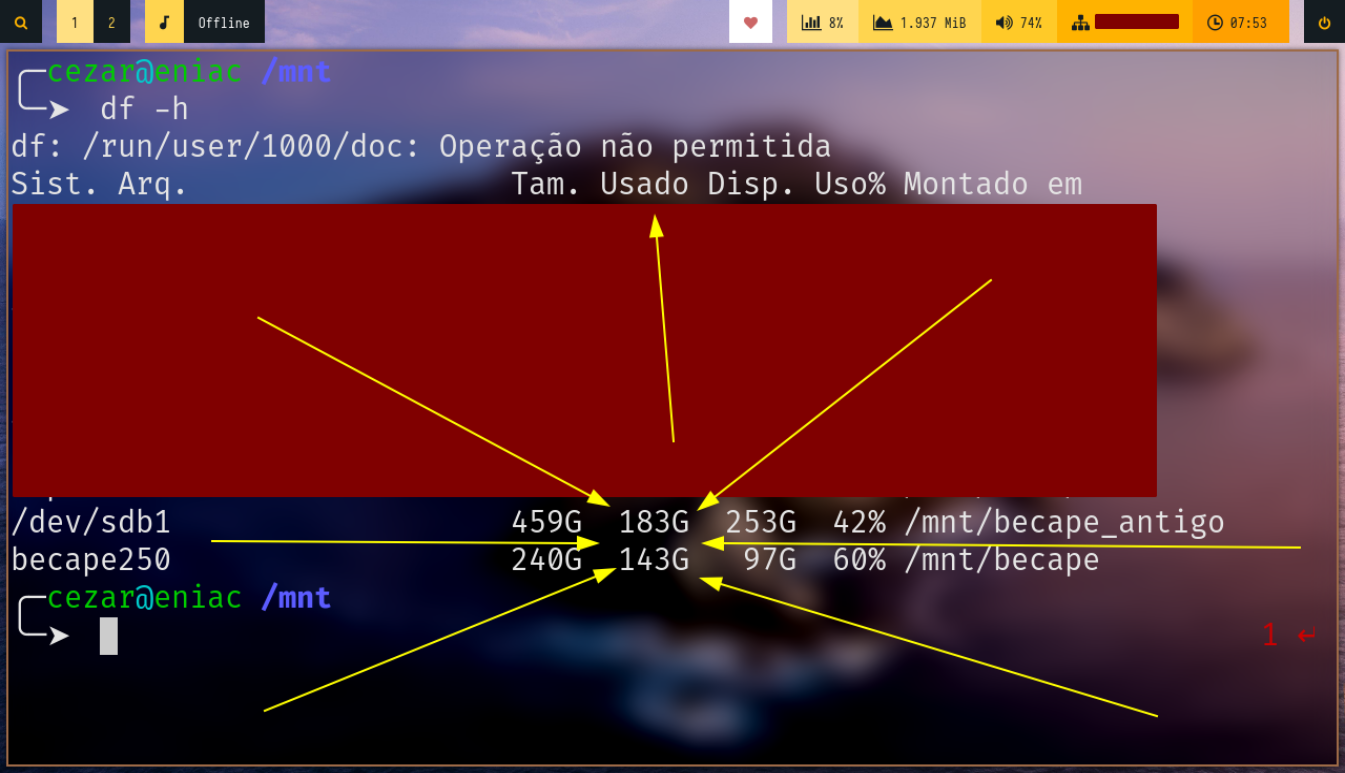 1 2 Offline 8% 1.937 MiB 74% 07:53
cezar@eniac /mnt
➤ df -h
df: /run/user/1000/doc: Operação não permitida
Sist. Arq. Tam. Usado Disp. Uso% Montado em
/dev/sdb1 459G 183G 253G 42% /mnt/becape_antigo
becape250 240G 143G 97G 60% /mnt/becape
cezar@eniac /mnt
➤ 1 ↵